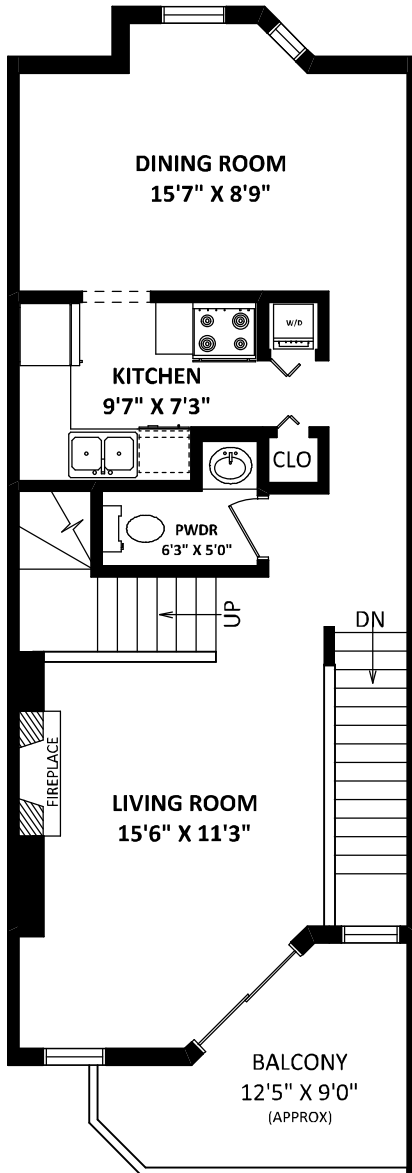 DINING ROOM
15'7" X 8'9"
W/D
KITCHEN
9'7" X 7'3"
CLO
PWDR
6'3" X 5'0"
UP
DN
FIREPLACE
LIVING ROOM
15'6" X 11'3"
BALCONY
12'5" X 9'0"
(APPROX)